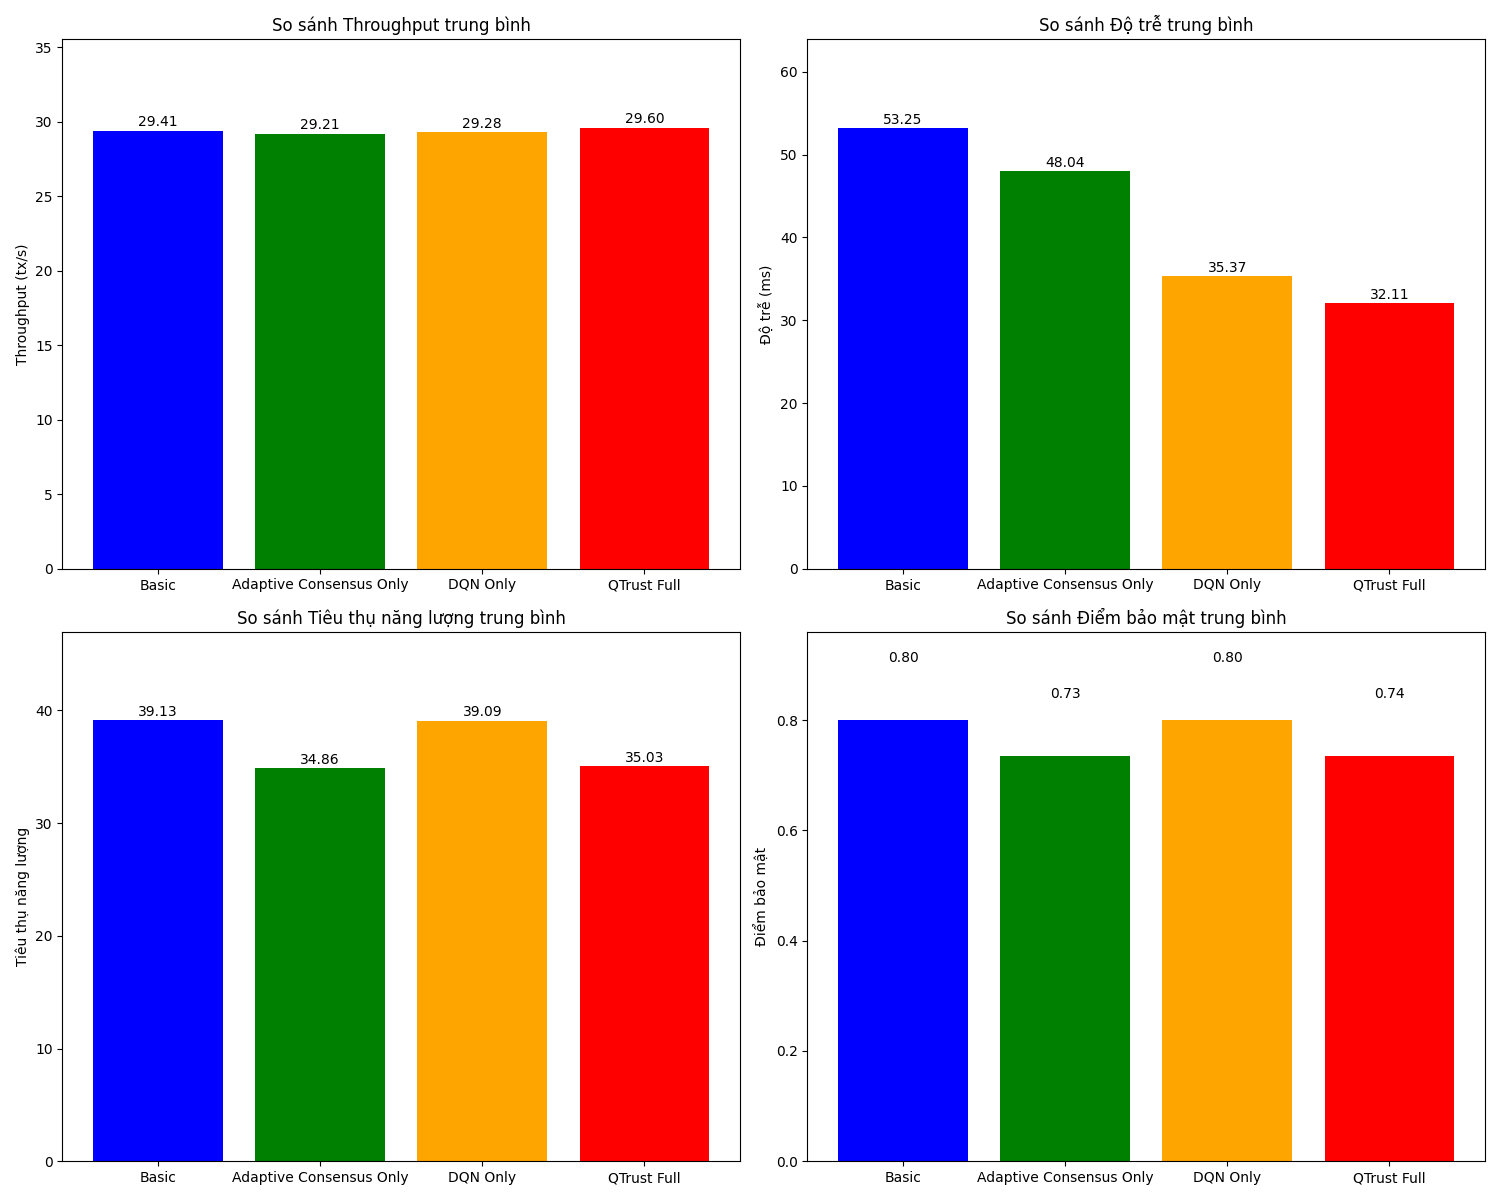 So sánh Throughput trung bình
35
30
25
20
15
10
5
0
Throughput (tx/s)
29.41
29.21
29.28
29.60
Basic
Adaptive Consensus Only
DQN Only
QTrust Full
So sánh Độ trễ trung bình
60
50
40
30
20
10
0
Độ trễ (ms)
53.25
48.04
35.37
32.11
Basic
Adaptive Consensus Only
DQN Only
QTrust Full
So sánh Tiêu thụ năng lượng trung bình
40
30
20
10
0
Tiêu thụ năng lượng
39.13
34.86
39.09
35.03
Basic
Adaptive Consensus Only
DQN Only
QTrust Full
So sánh Điểm bảo mật trung bình
0.8
0.6
0.4
0.2
0.0
Điểm bảo mật
0.80
0.73
0.80
0.74
Basic
Adaptive Consensus Only
DQN Only
QTrust Full